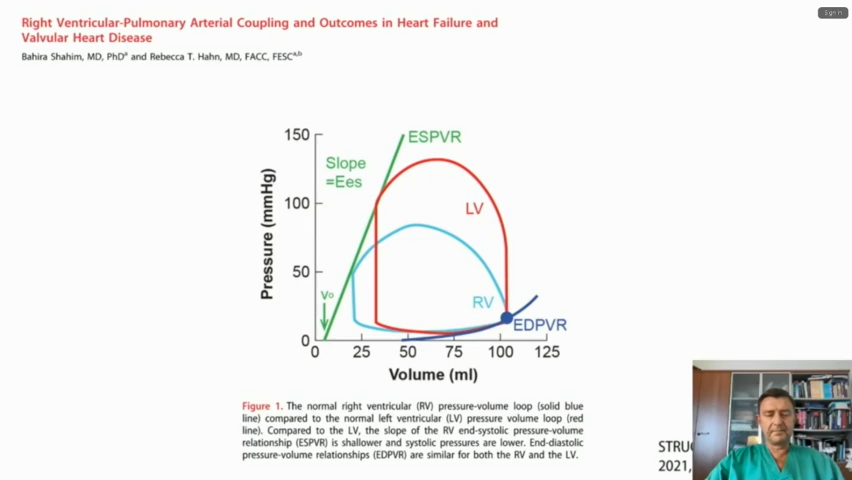 Sign in
Right Ventricular-Pulmonary Arterial Coupling and Outcomes in Heart Failure and
Valvular Heart Disease
Bahira Shahim, MD, PhDa and Rebecca T. Hahn, MD, FACC, FESCa,b
150
ESPVR
Slope
=Ees
100
LV
Pressure (mmHg)
50
Vo
RV
EDPVR
0
0 25 50 75 100 125
Volume (ml)
Figure 1. The normal right ventricular (RV) pressure-volume loop (solid blue
line) compared to the normal left ventricular (LV) pressure volume loop (red
line). Compared to the LV, the slope of the RV end-systolic pressure-volume
relationship (ESPVR) is shallower and systolic pressures are lower. End-diastolic
pressure-volume relationships (EDPVR) are similar for both the RV and the LV.
STRU
2021,